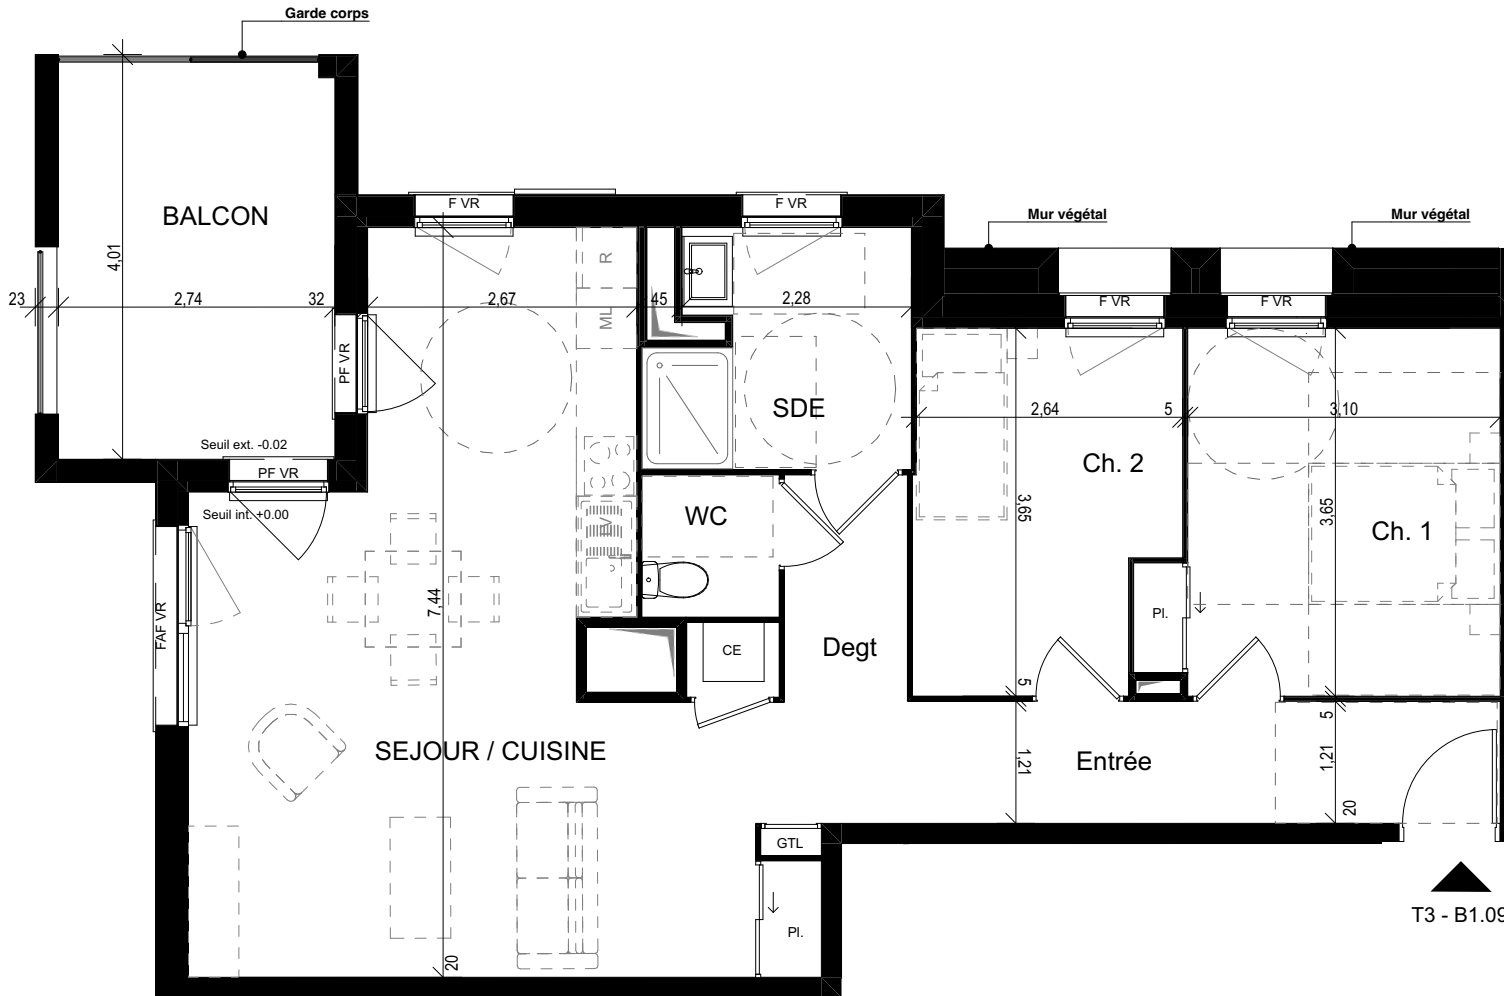 Garde corps
BALCON
4,01
23
2,74
32
F VR
F VR
Mur végétal
Mur végétal
F VR
F VR
R
ML
2,67
45
2,28
PF VR
SDE
2,64
5
3,10
Seuil ext. -0.02
PF VR
Seuil int. +0.00
Ch. 2
3,65
Ch. 1
3,65
WC
LV
FAF VR
7,44
CE
Degt
Pl.
5
5
SEJOUR / CUISINE
1,21
Entrée
1,21
20
GTL
Pl.
20
T3 - B1.09